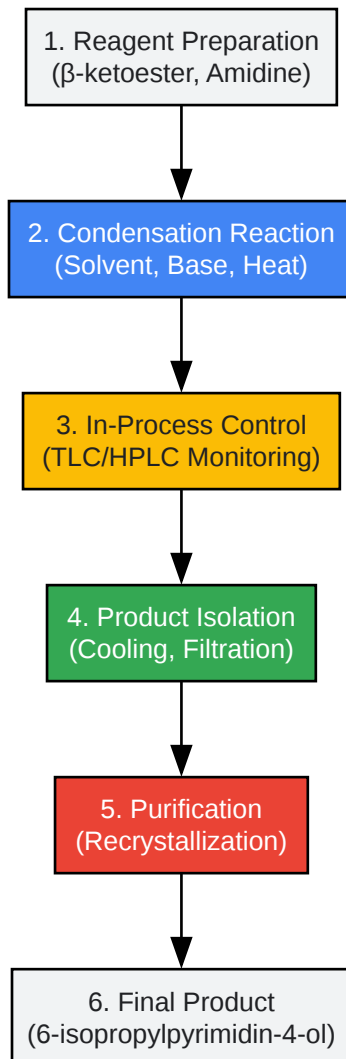 1. Reagent Preparation
(β-ketoester, Amidine)
2. Condensation Reaction
(Solvent, Base, Heat)
3. In-Process Control
(TLC/HPLC Monitoring)
4. Product Isolation
(Cooling, Filtration)
5. Purification
(Recrystallization)
6. Final Product
(6-isopropylpyrimidin-4-ol)